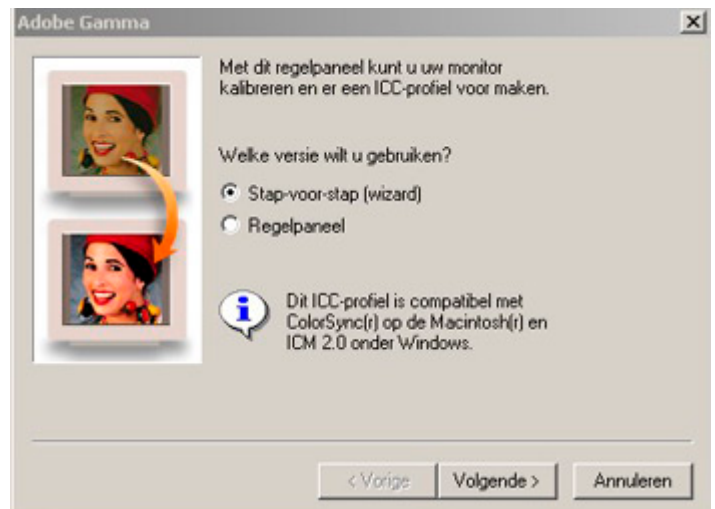 Adobe Gamma
Met dit regelpaneel kunt u uw monitor
kalibreren en er een ICC-profiel voor maken.
Welke versie wilt u gebruiken?
Stap-voor-stap (wizard)
Regelpaneel
Dit ICC-profiel is compatibel met
ColorSync(r) op de Macintosh(r) en
ICM 2.0 onder Windows.
< Vorige
Volgende >
Annuleren